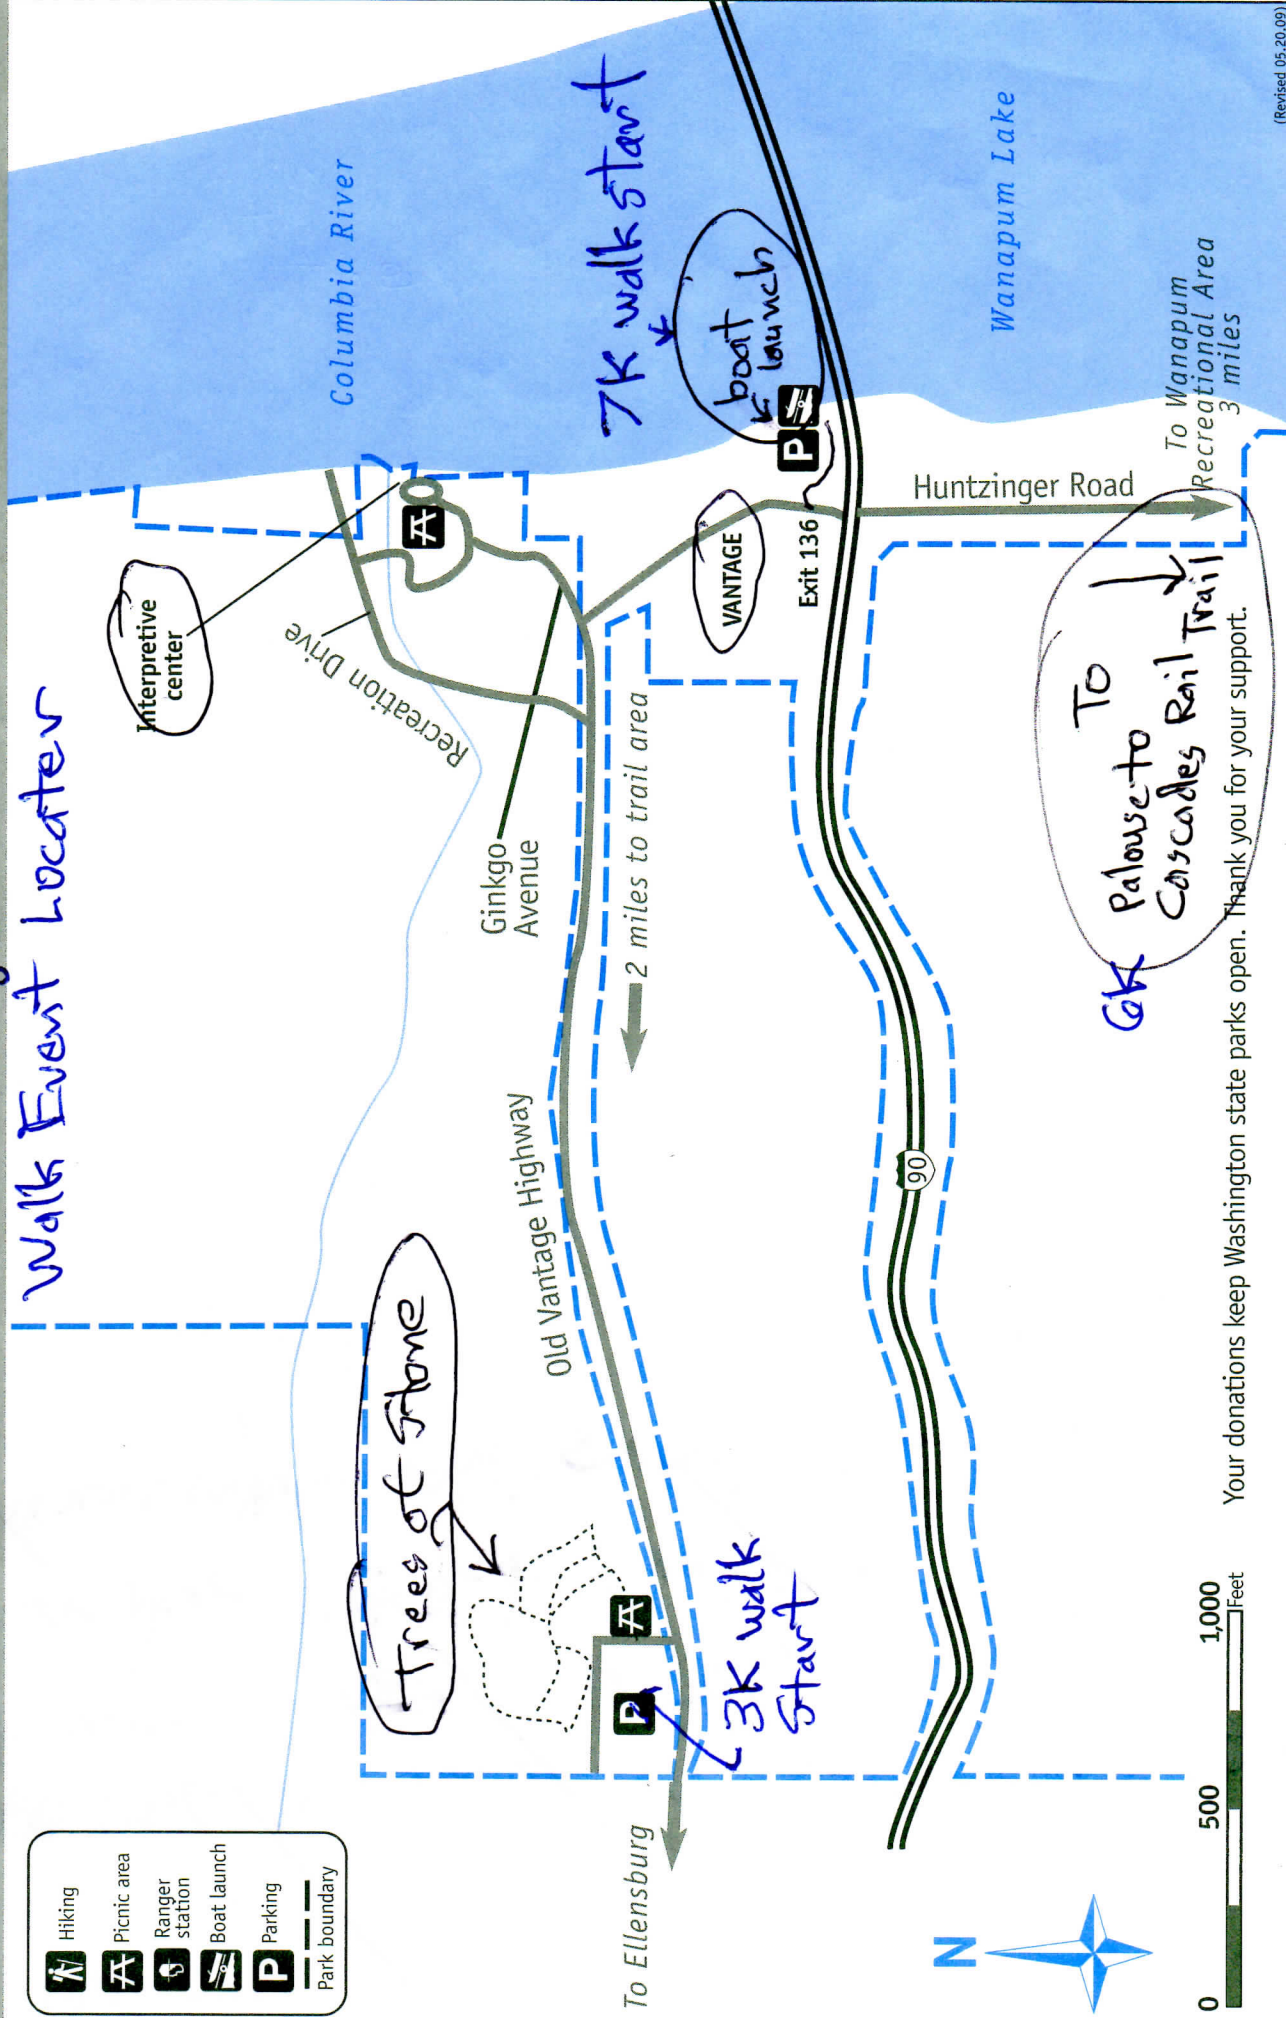 Walk Event Locater
Hiking
Picnic area
Ranger
station
Boat launch
P Parking
Park boundary
Interpretive
center
Recreation Drive
Columbia River
Trees of Stone
Ginkgo
Avenue
Old Vantage Highway
2 miles to trail area
7K walk start
boat
launch
P
VANTAGE
Exit 136
P
3K walk
Start
To Ellensburg
90
Huntzinger Road
Wanapum Lake
To Wanapum
Recreational Area
3 miles
6K
To
Palouse to
Cascades Rail Trail
N
0 500 1,000
Feet
Your donations keep Washington state parks open. Thank you for your support.
(Revised 05.20.09)